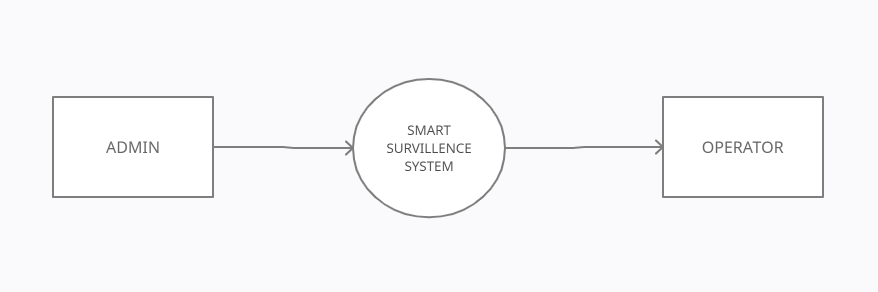 ADMIN
SMART
SURVILLENCE
SYSTEM
OPERATOR